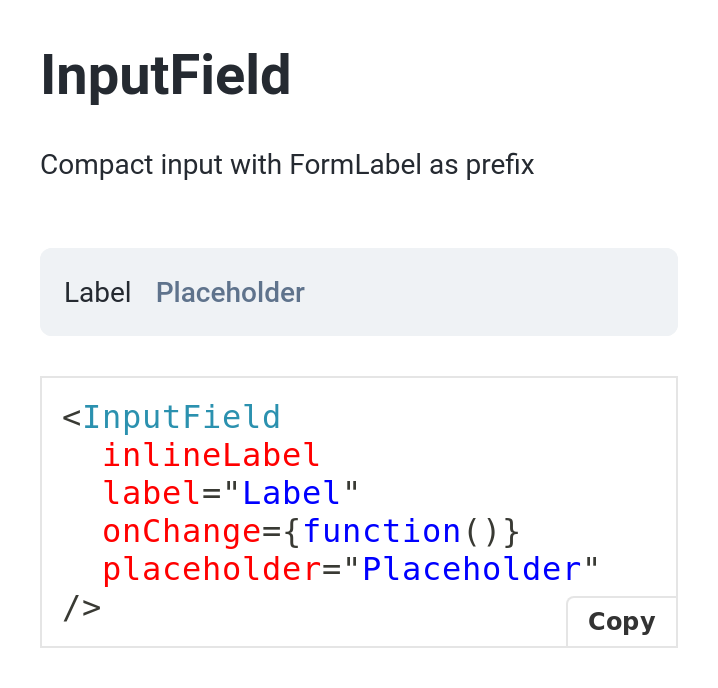 InputField
Compact input with FormLabel as prefix
Label Placeholder
<InputField
  inlineLabel
  label="Label"
  onChange={function()}
  placeholder="Placeholder"
/>
Copy